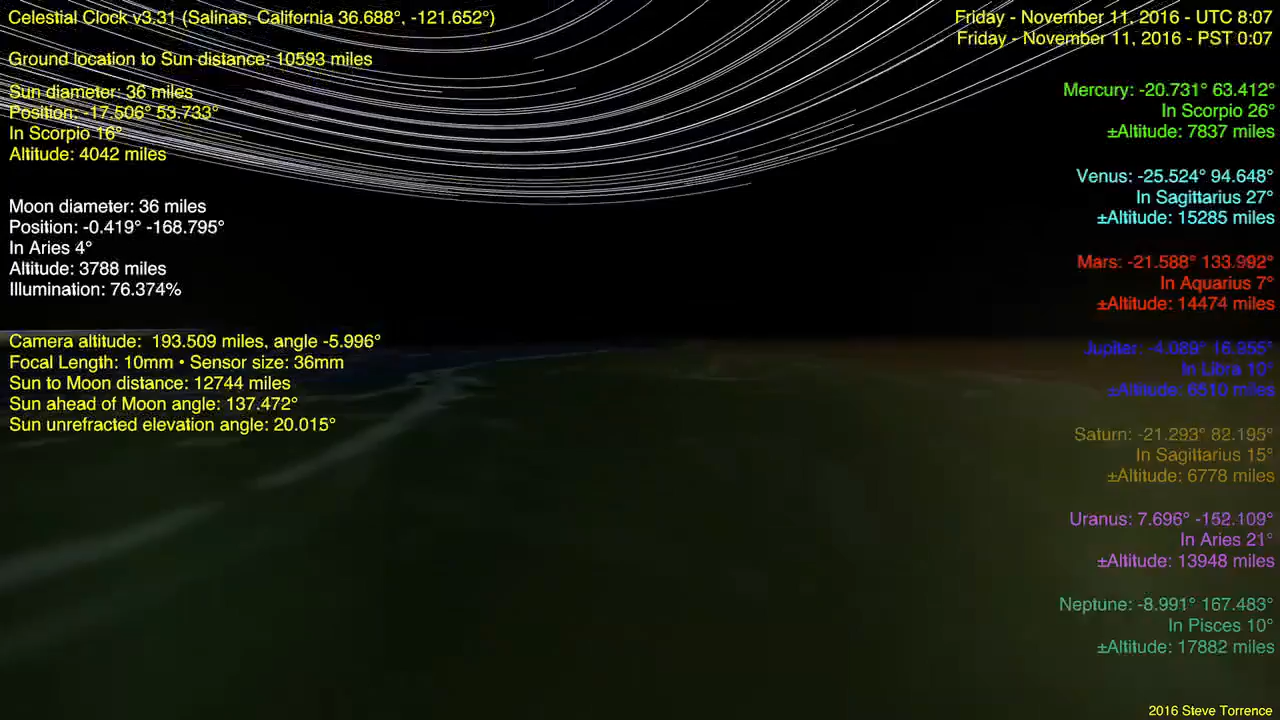 Celestial Clock v3.31 (Salinas, California 36.688°, -121.652°)
Ground location to Sun distance: 10593 miles
Sun diameter: 36 miles
Position: -17.506° 53.733°
In Scorpio 16°
Altitude: 4042 miles
Moon diameter: 36 miles
Position: -0.419° -168.795°
In Aries 4°
Altitude: 3788 miles
Illumination: 76.374%
Camera altitude: 193.509 miles, angle -5.996°
Focal Length: 10mm • Sensor size: 36mm
Sun to Moon distance: 12744 miles
Sun ahead of Moon angle: 137.472°
Sun unrefracted elevation angle: 20.015°
Friday - November 11, 2016 - UTC 8:07
Friday - November 11, 2016 - PST 0:07
Mercury: -20.731° 63.412°
In Scorpio 26°
±Altitude: 7837 miles
Venus: -25.524° 94.648°
In Sagittarius 27°
±Altitude: 15285 miles
Mars: -21.588° 133.992°
In Aquarius 7°
±Altitude: 14474 miles
Jupiter: -4.089° 16.955°
In Libra 10°
±Altitude: 6510 miles
Saturn: -21.293° 82.195°
In Sagittarius 15°
±Altitude: 6778 miles
Uranus: 7.696° -152.109°
In Aries 21°
±Altitude: 13948 miles
Neptune: -8.991° 167.483°
In Pisces 10°
±Altitude: 17882 miles
2016 Steve Torrence